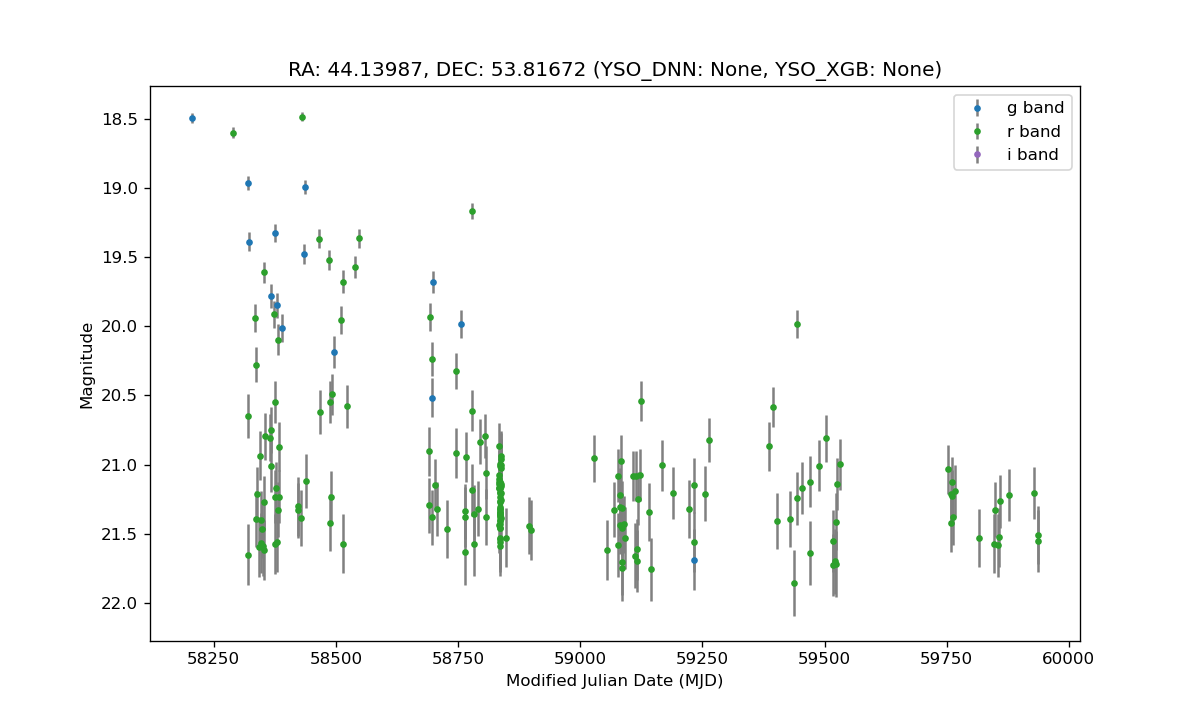 RA: 44.13987, DEC: 53.81672 (YSO_DNN: None, YSO_XGB: None)
g band
r band
i band
18.5
19.0
19.5
20.0
20.5
21.0
21.5
22.0
Magnitude
58250 58500 58750 59000 59250 59500 59750 60000
Modified Julian Date (MJD)